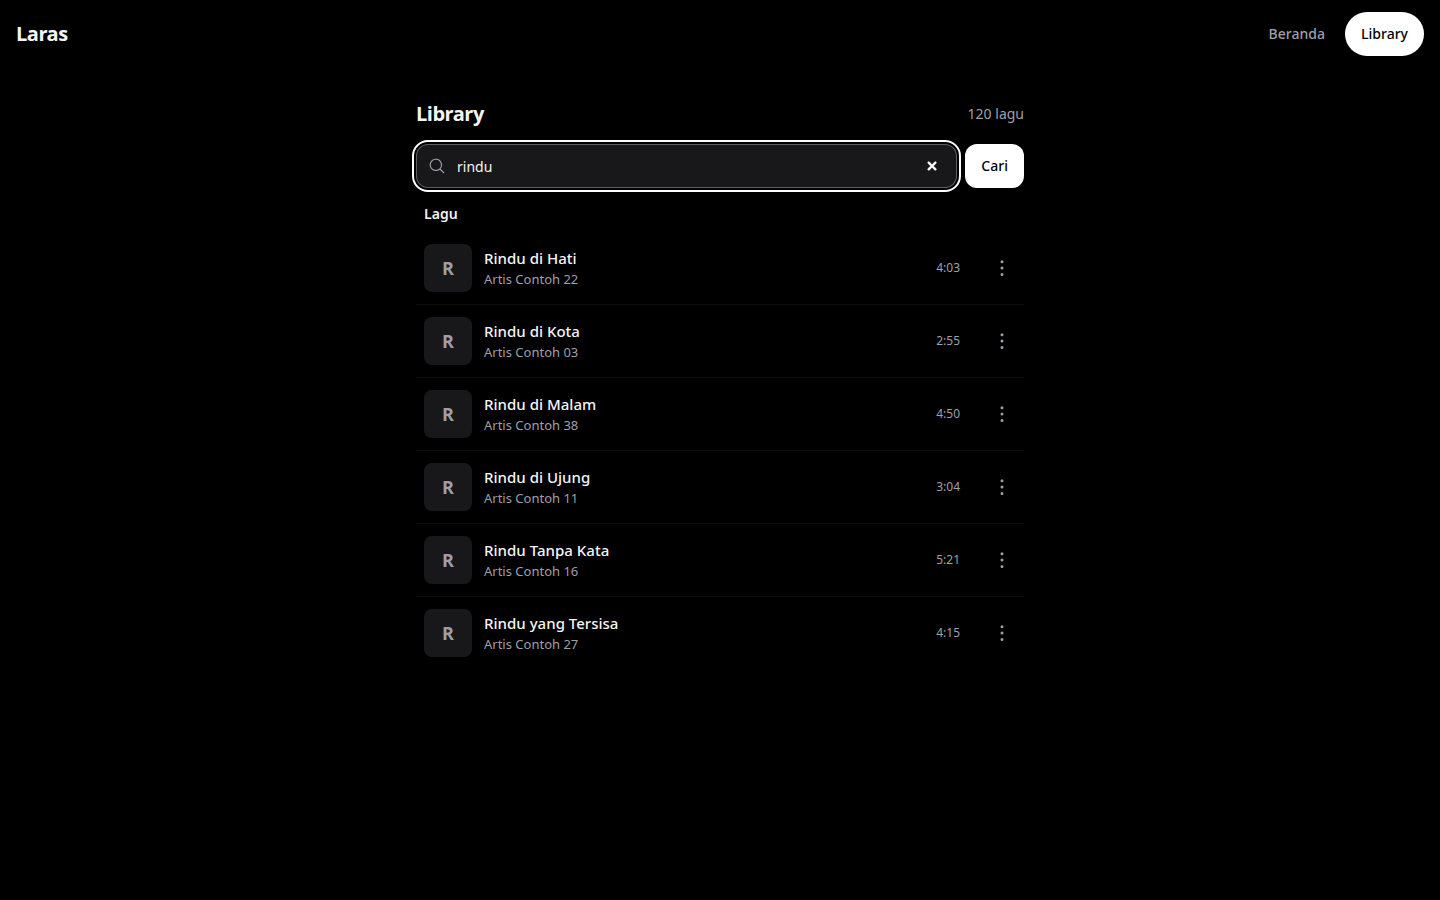 Laras
Beranda
Library
Library
120 lagu
rindu
Cari
Lagu
R
Rindu di Hati
Artis Contoh 22
4:03
R
Rindu di Kota
Artis Contoh 03
2:55
R
Rindu di Malam
Artis Contoh 38
4:50
R
Rindu di Ujung
Artis Contoh 11
3:04
R
Rindu Tanpa Kata
Artis Contoh 16
5:21
R
Rindu yang Tersisa
Artis Contoh 27
4:15